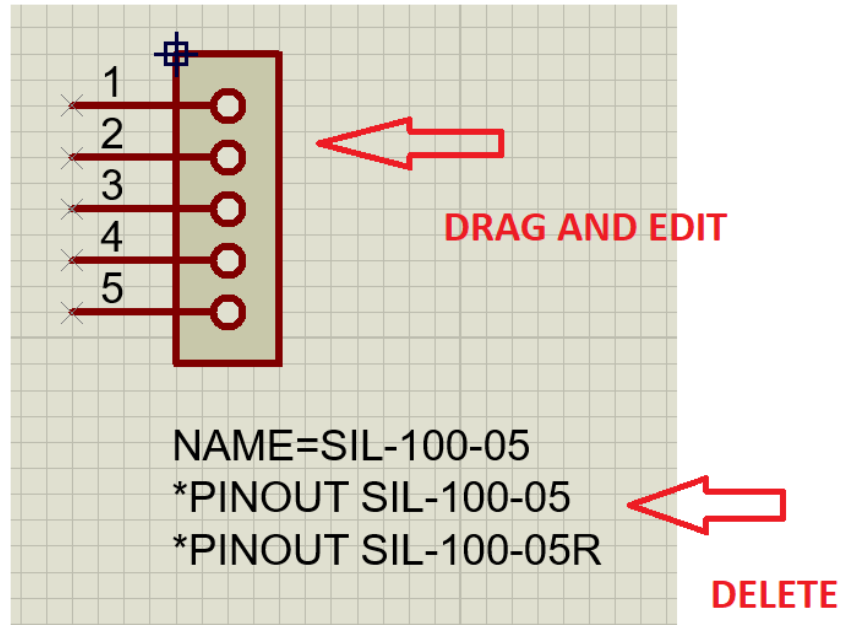 1
2
3
4
5
DRAG AND EDIT
NAME=SIL-100-05
*PINOUT SIL-100-05
*PINOUT SIL-100-05R
DELETE